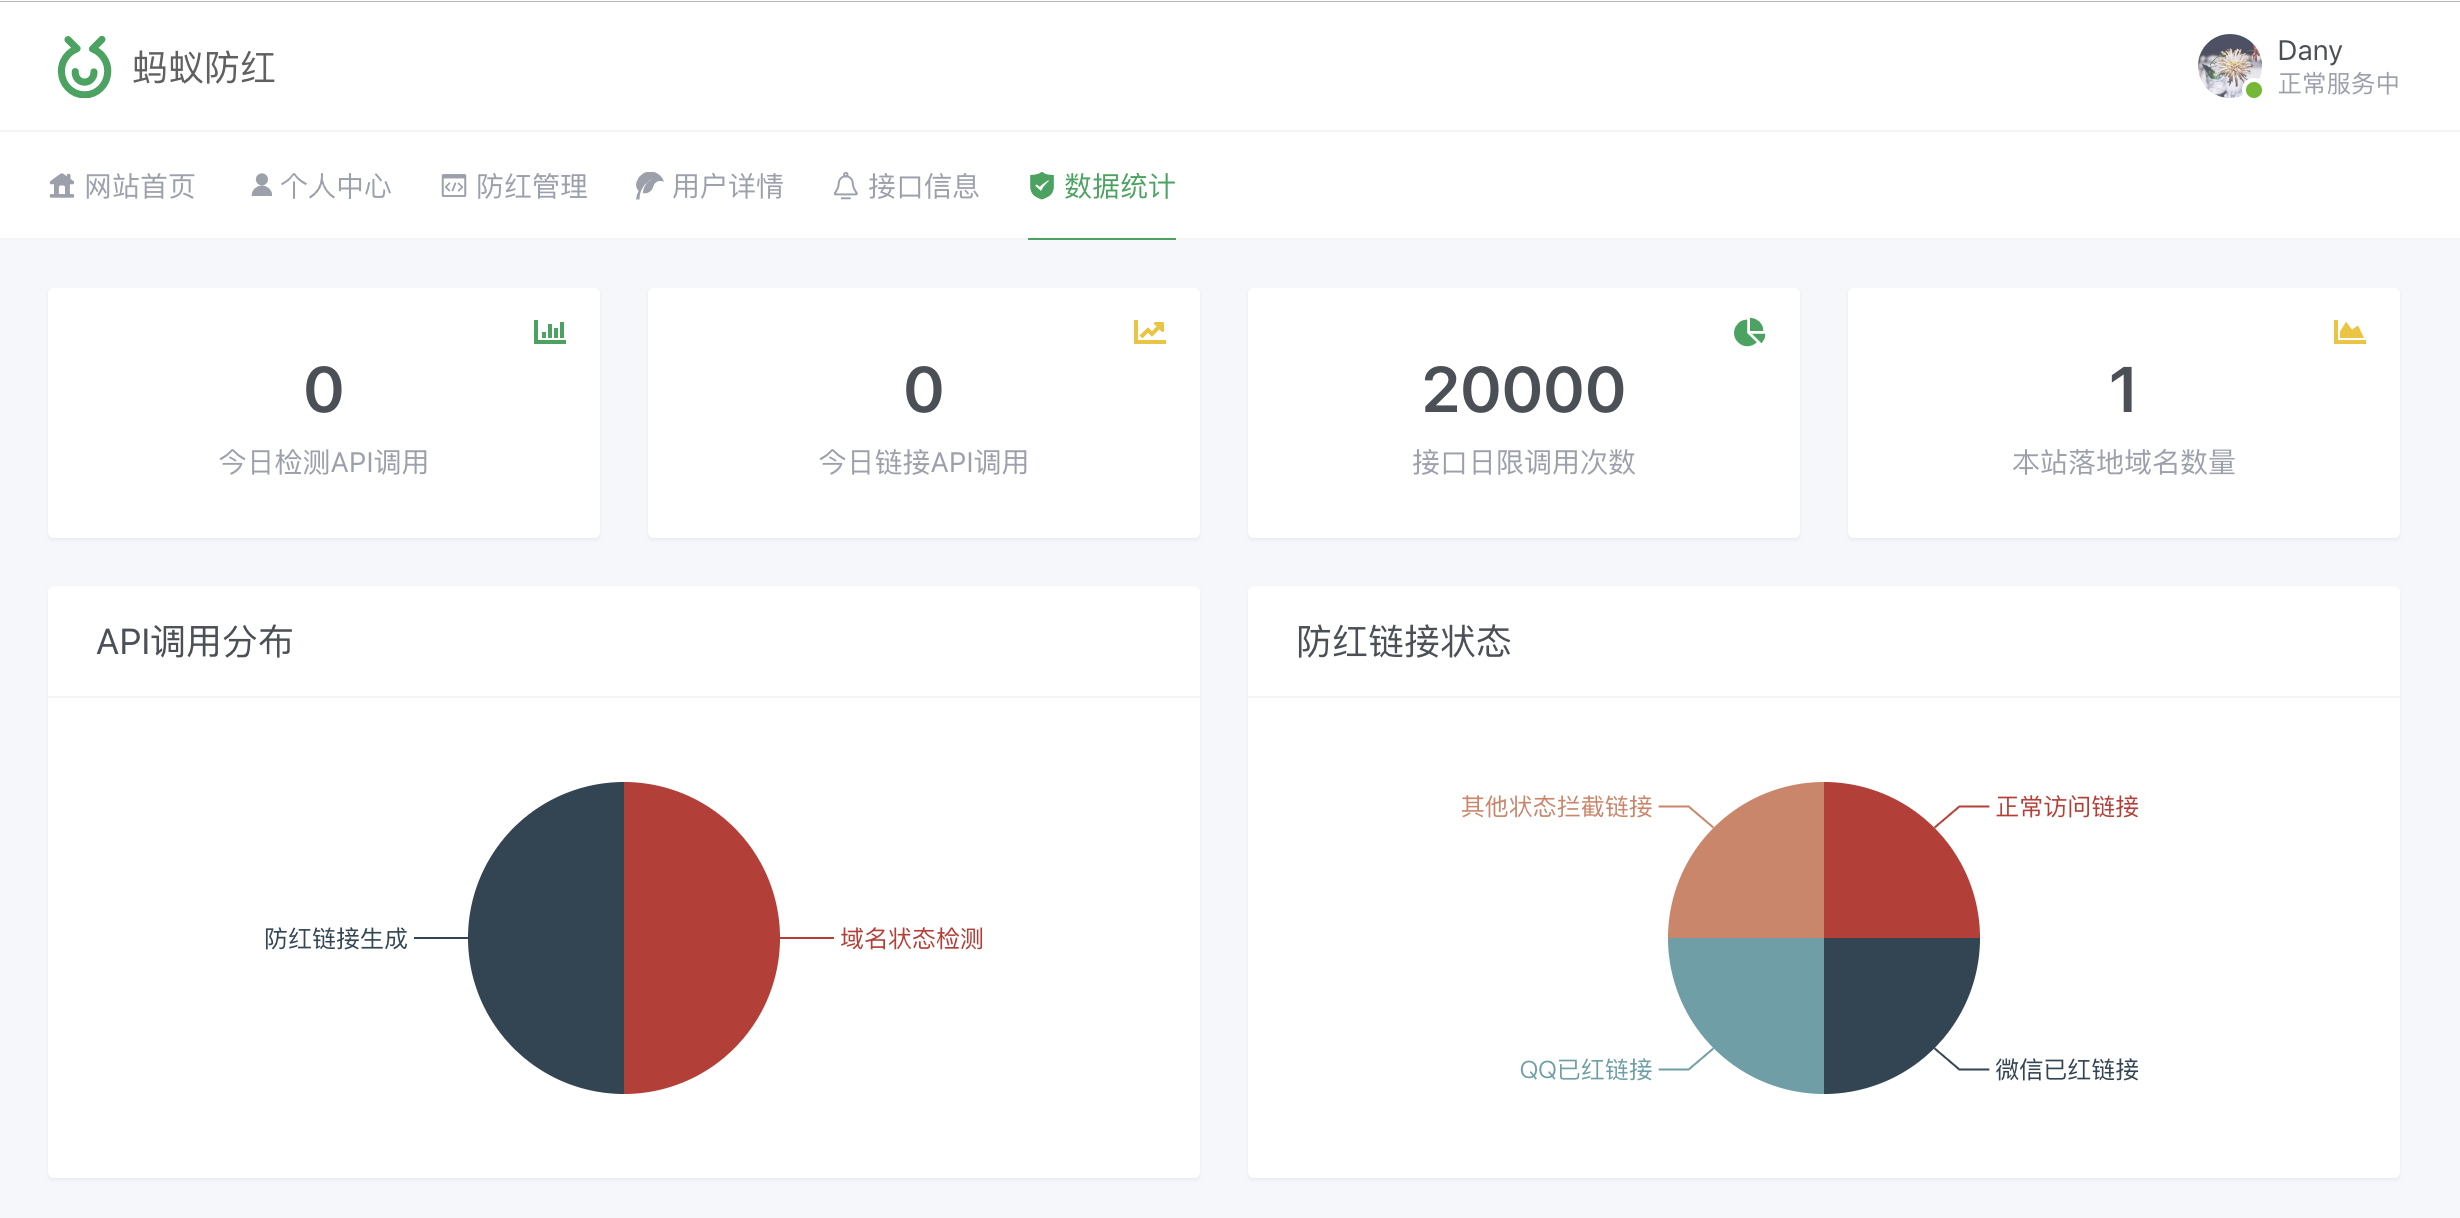 蚂蚁防红
Dany
正常服务中
网站首页 个人中心 防红管理 用户详情 接口信息 数据统计
0
今日检测API调用
0
今日链接API调用
20000
接口日限调用次数
1
本站落地域名数量
API调用分布
防红链接生成
域名状态检测
防红链接状态
其他状态拦截链接
正常访问链接
QQ已红链接
微信已红链接